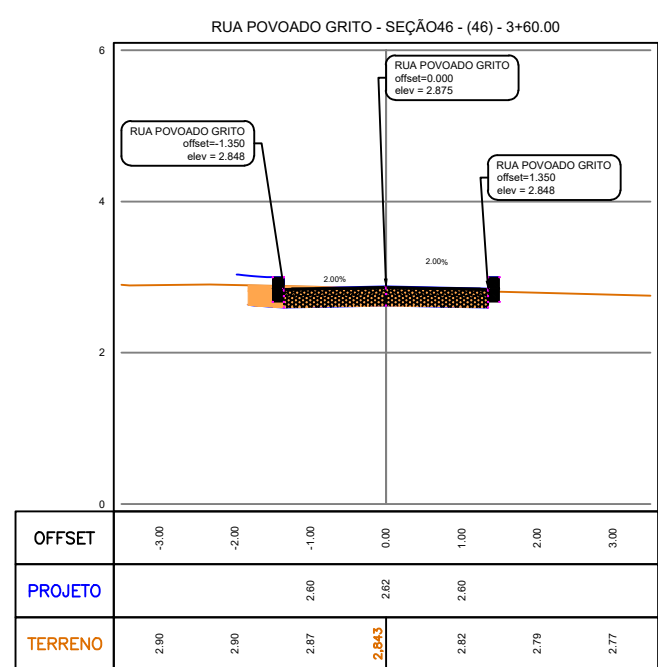 RUA POVOADO GRITO - SEÇÃO46 - (46) - 3+60.00
6
RUA POVOADO GRITO
offset=0.000
elev = 2.875
RUA POVOADO GRITO
offset=-1.350
elev = 2.848
RUA POVOADO GRITO
offset=1.350
elev = 2.848
4
2.00%
2.00%
2
0
OFFSET -3.00 -2.00 -1.00 0.00 1.00 2.00 3.00
PROJETO 2.60 2.62 2.60
TERRENO 2.90 2.90 2.87 2,843 2.82 2.79 2.77